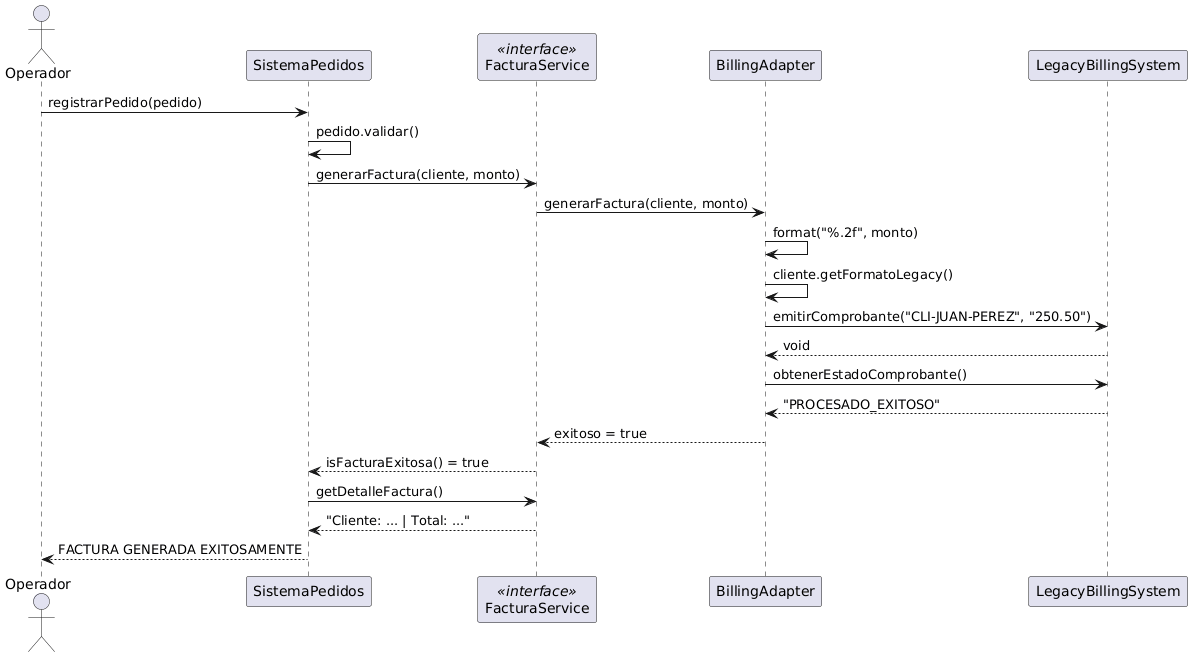 Operador
SistemaPedidos
«interface»
FacturaService
BillingAdapter
LegacyBillingSystem
registrarPedido(pedido)
pedido.validar()
generarFactura(cliente, monto)
generarFactura(cliente, monto)
format("%.2f", monto)
cliente.getFormatoLegacy()
emitirComprobante("CLI-JUAN-PEREZ", "250.50")
void
obtenerEstadoComprobante()
"PROCESADO_EXITOSO"
exitoso = true
isFacturaExitosa() = true
getDetalleFactura()
"Cliente: ... | Total: ..."
FACTURA GENERADA EXITOSAMENTE
Operador
SistemaPedidos
«interface»
FacturaService
BillingAdapter
LegacyBillingSystem